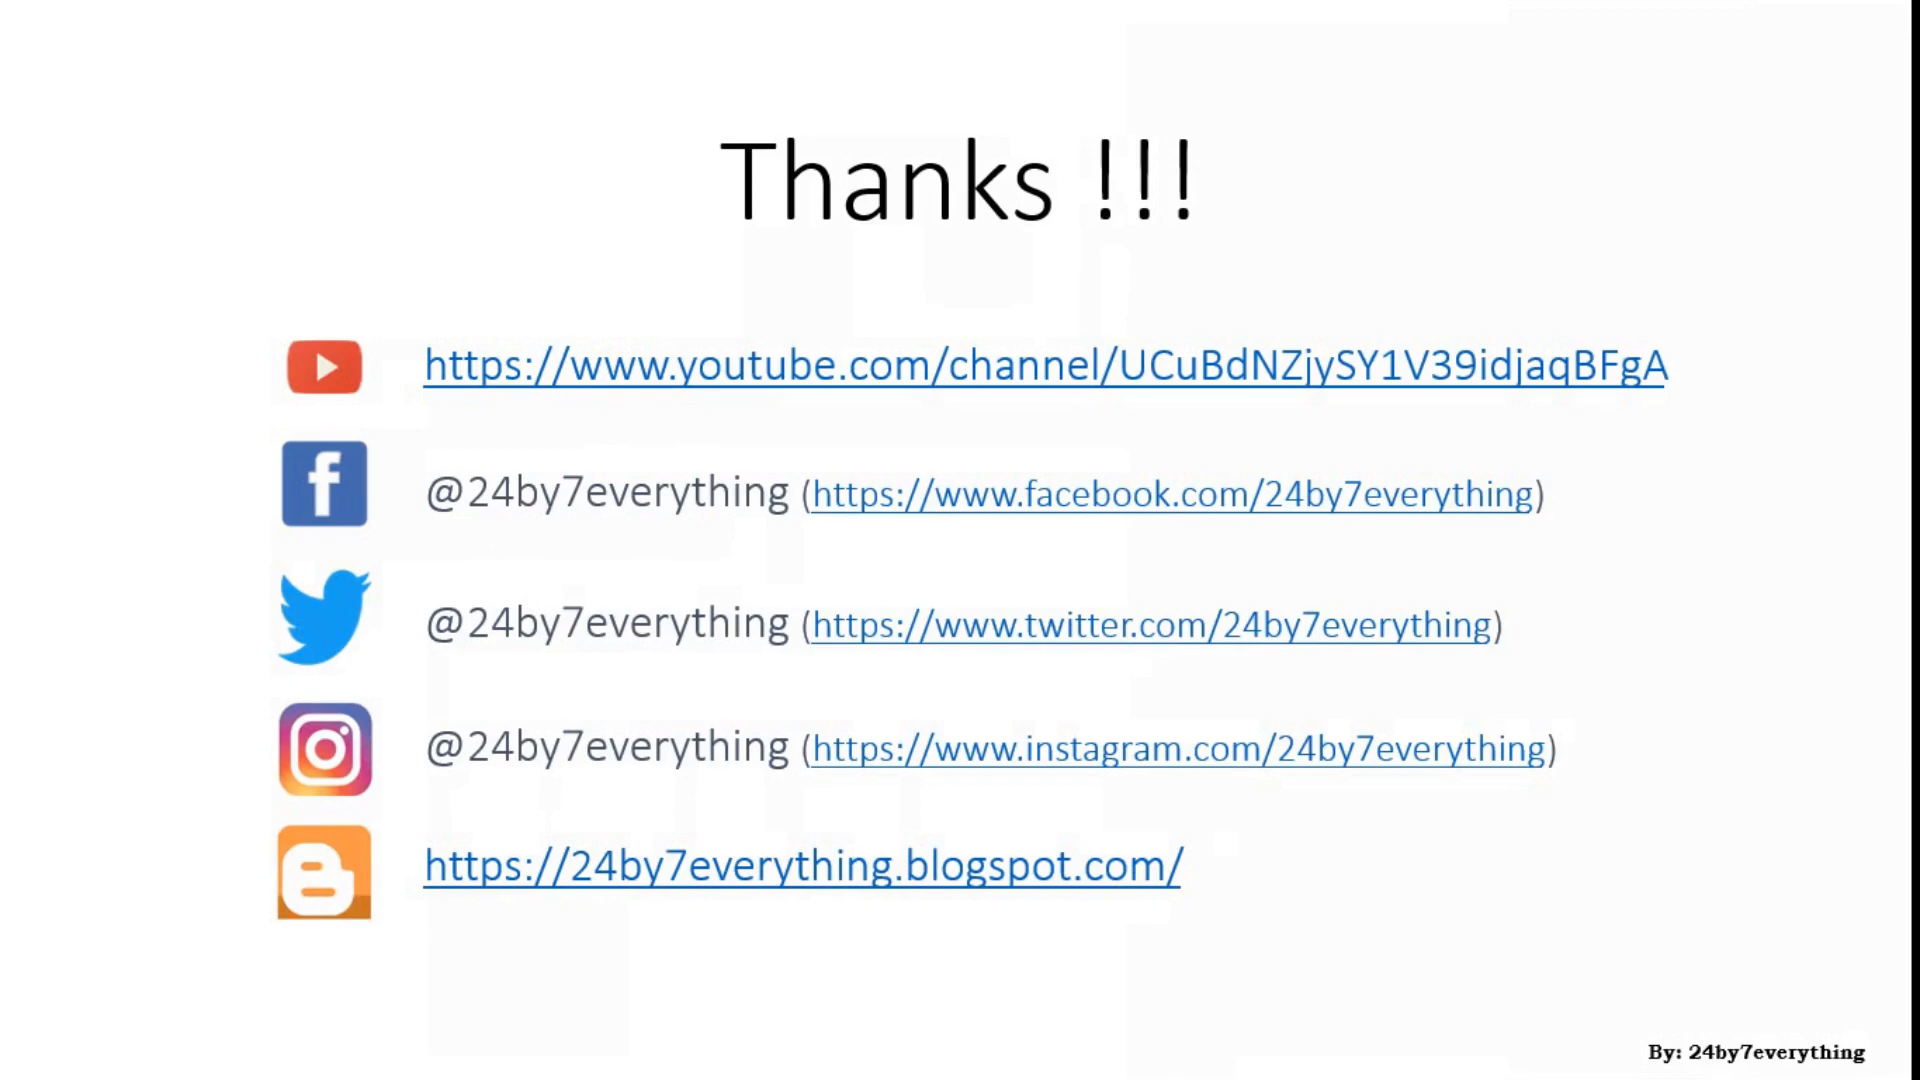 Thanks !!!
https://www.youtube.com/channel/UCuBdNZjySY1V39idjaqBFgA
@24by7everything (https://www.facebook.com/24by7everything)
@24by7everything (https://www.twitter.com/24by7everything)
@24by7everything (https://www.instagram.com/24by7everything)
https://24by7everything.blogspot.com/
By: 24by7everything